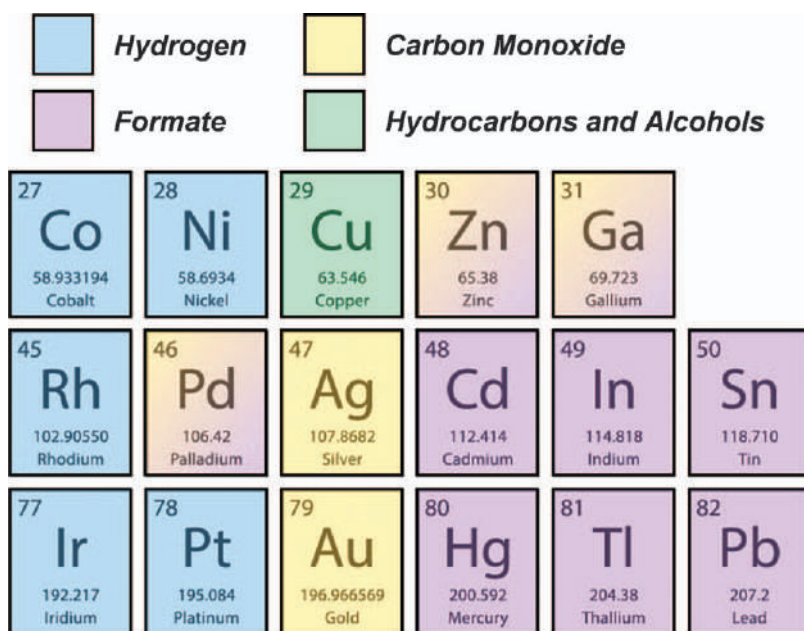 Hydrogen Carbon Monoxide
Formate Hydrocarbons and Alcohols
27 28 29 30 31
Co Ni Cu Zn Ga
58.933194 58.6934 63.546 65.38 69.723
Cobalt Nickel Copper Zinc Gallium
45 46 47 48 49 50
Rh Pd Ag Cd In Sn
102.90550 106.42 107.8682 112.414 114.818 118.710
Rhodium Palladium Silver Cadmium Indium Tin
77 78 79 80 81 82
Ir Pt Au Hg Tl Pb
192.217 195.084 196.966569 200.592 204.38 207.2
Iridium Platinum Gold Mercury Thallium Lead